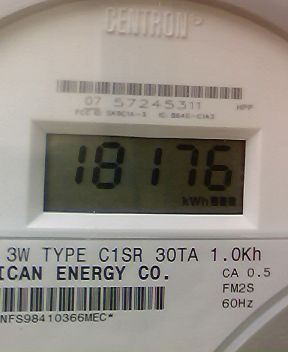 CENTRON
07 57245311 HPP
18176
kWh
3W TYPE C1SR 30TA 1.0Kh
ICAN ENERGY CO. CA 0.5
FM2S
60Hz
NFS98410366MEC*